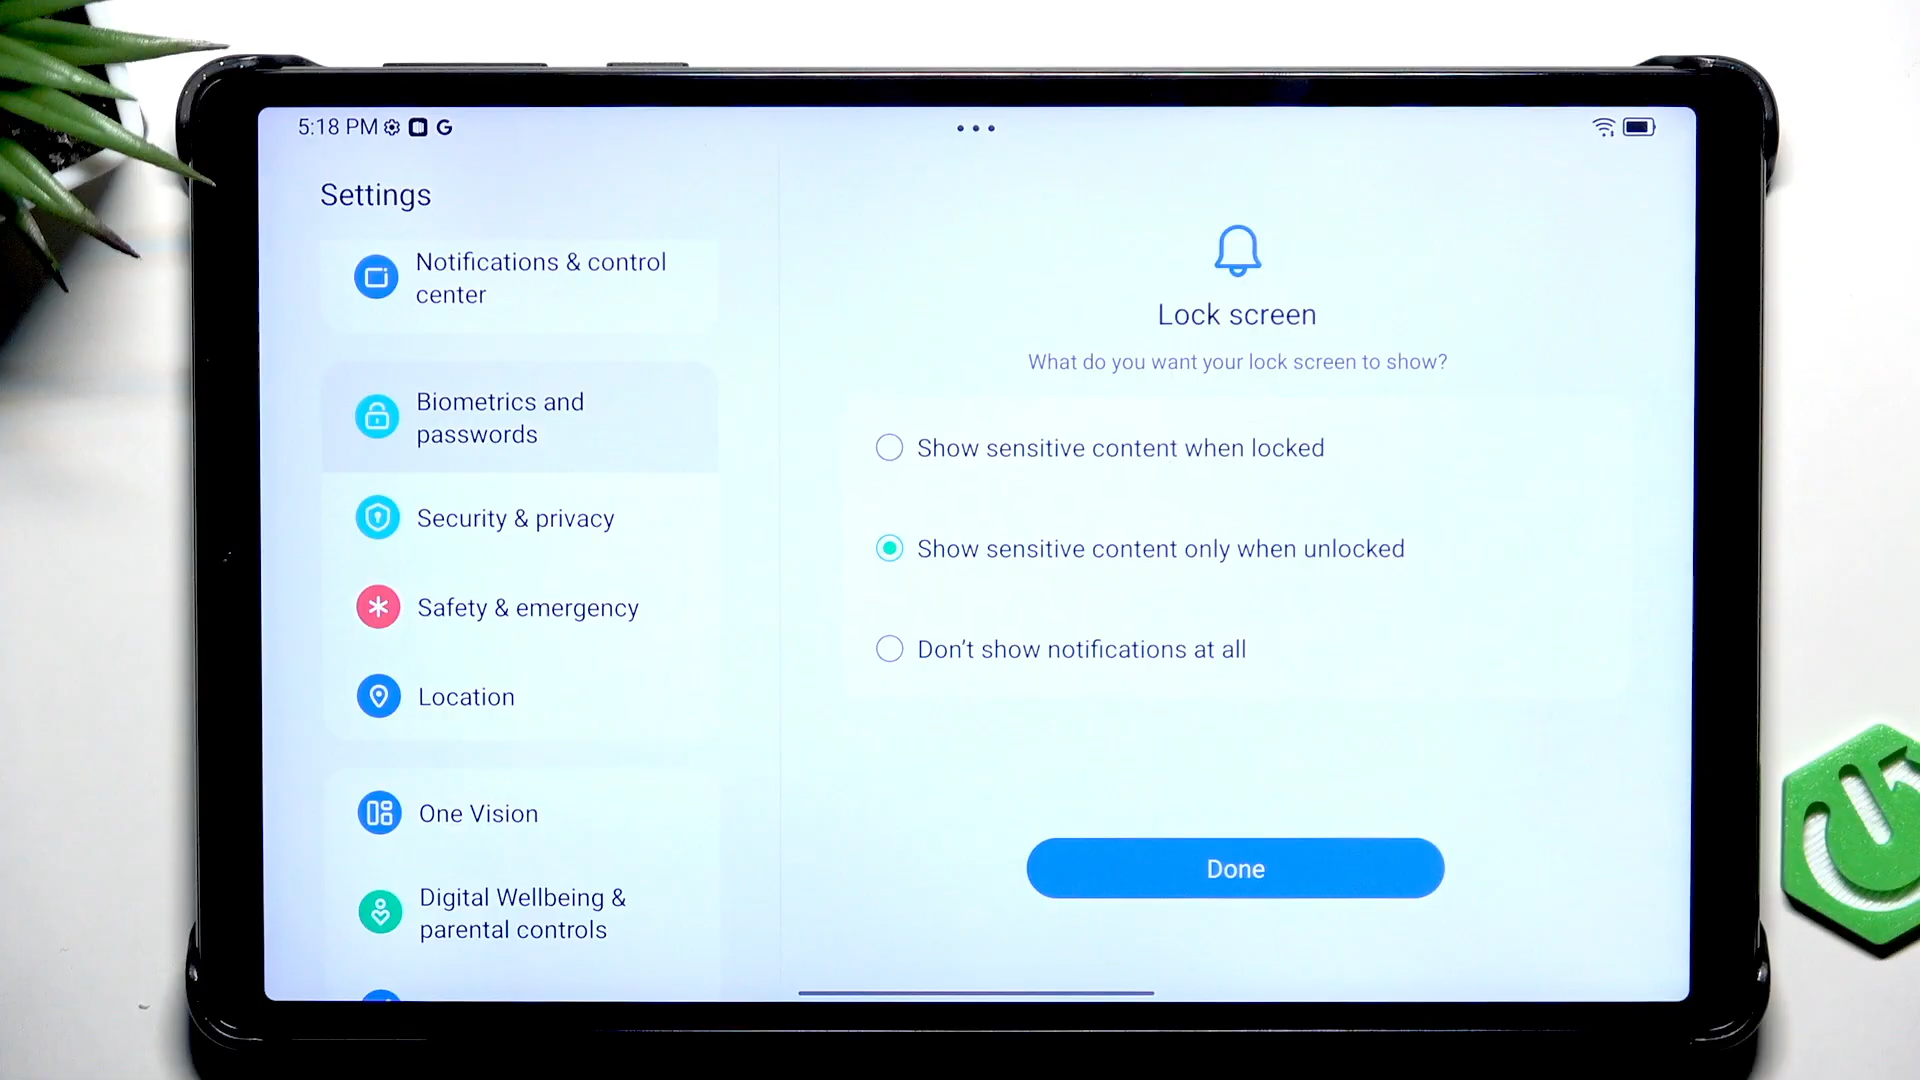 5:18 PM
Settings
Notifications & control
center
Biometrics and
passwords
Security & privacy
Safety & emergency
Location
One Vision
Digital Wellbeing &
parental controls
Lock screen
What do you want your lock screen to show?
Show sensitive content when locked
Show sensitive content only when unlocked
Don’t show notifications at all
Done